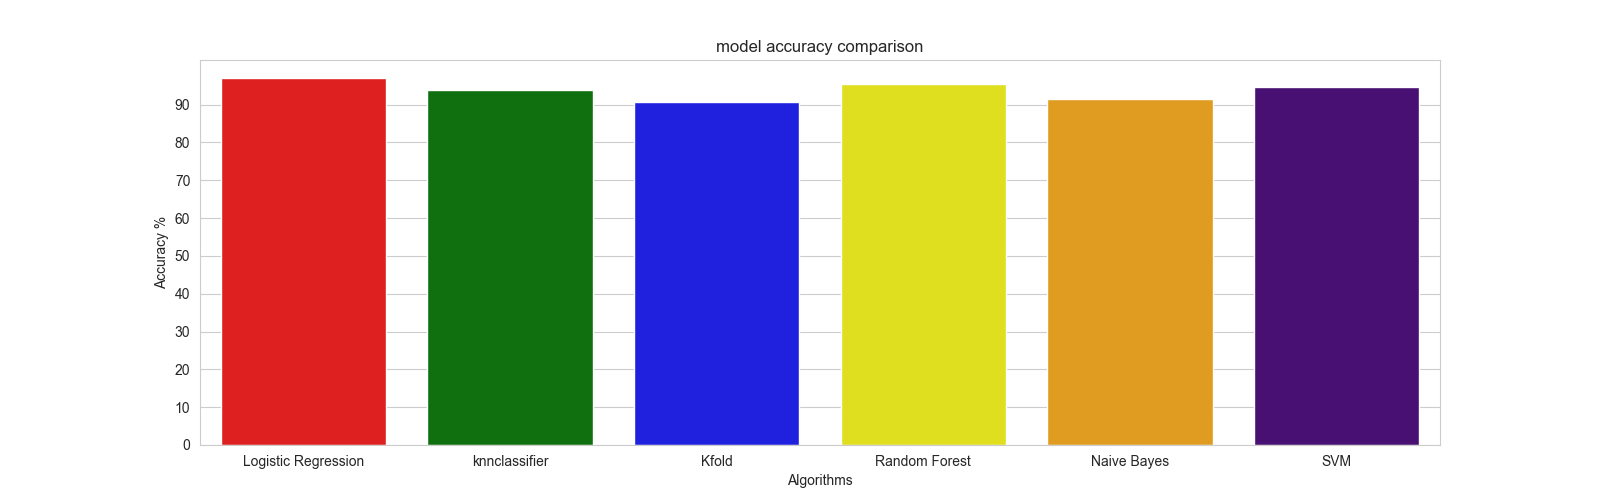 model accuracy comparison
Accuracy %
90
80
70
60
50
40
30
20
10
0
Logistic Regression knnclassifier Kfold Random Forest Naive Bayes SVM
Algorithms